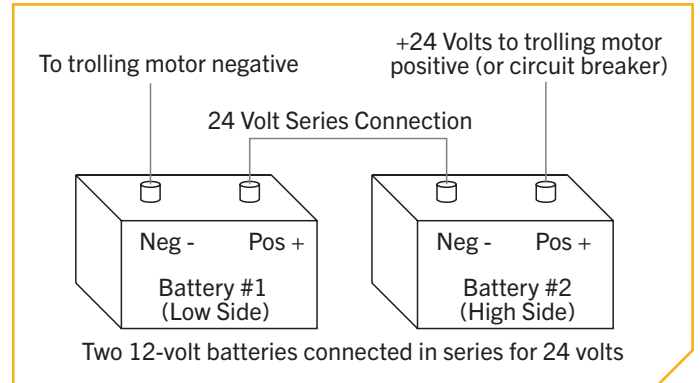 To trolling motor negative
+24 Volts to trolling motor
positive (or circuit breaker)
24 Volt Series Connection
Neg - Pos +
Battery #1
(Low Side)
Neg - Pos +
Battery #2
(High Side)
Two 12-volt batteries connected in series for 24 volts